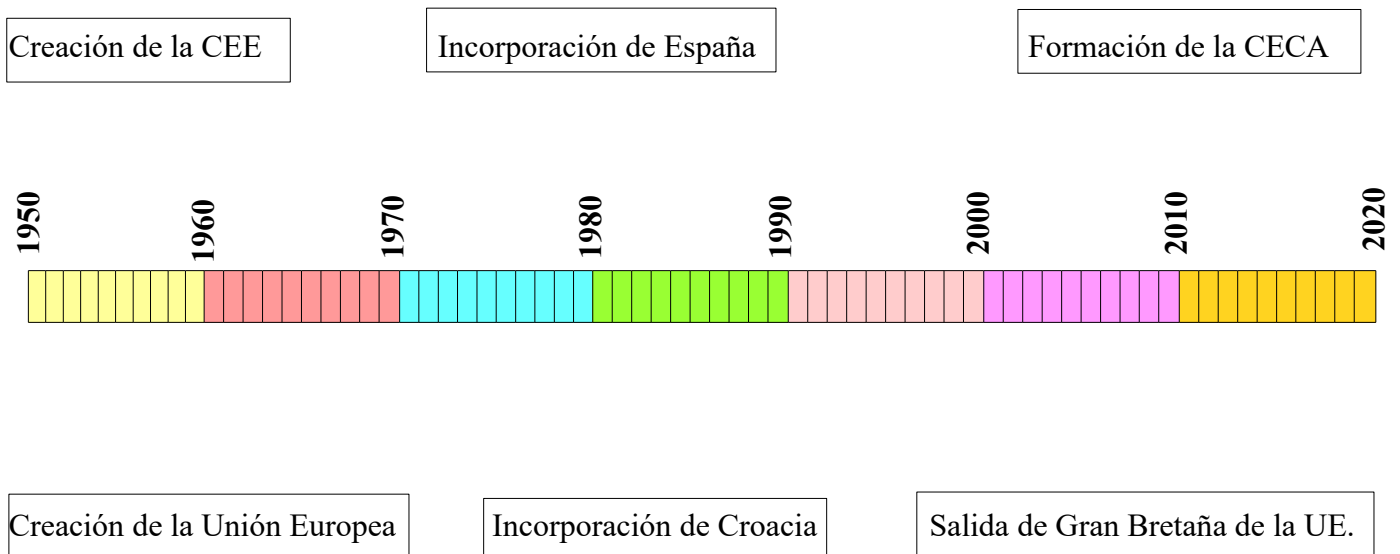 Creación de la CEE
Incorporación de España
Formación de la CECA
1950
1960
1970
1980
1990
2000
2010
2020
Creación de la Unión Europea
Incorporación de Croacia
Salida de Gran Bretaña de la UE.